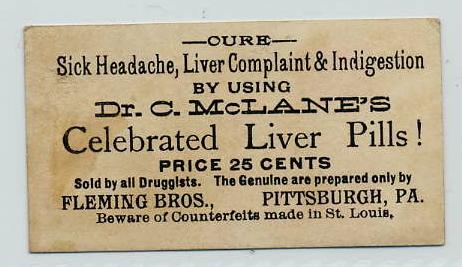 —CURE—
Sick Headache, Liver Complaint & Indigestion
BY USING
Dr. C. McLANE'S
Celebrated Liver Pills!
PRICE 25 CENTS
Sold by all Druggists. The Genuine are prepared only by
FLEMING BROS., PITTSBURGH, PA.
Beware of Counterfeits made in St. Louis.